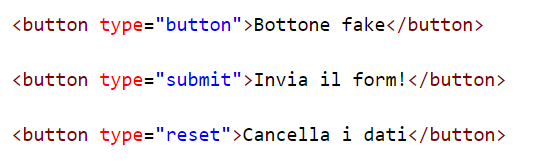 <button type="button">Bottone fake</button>
<button type="submit">Invia il form!</button>
<button type="reset">Cancella i dati</button>